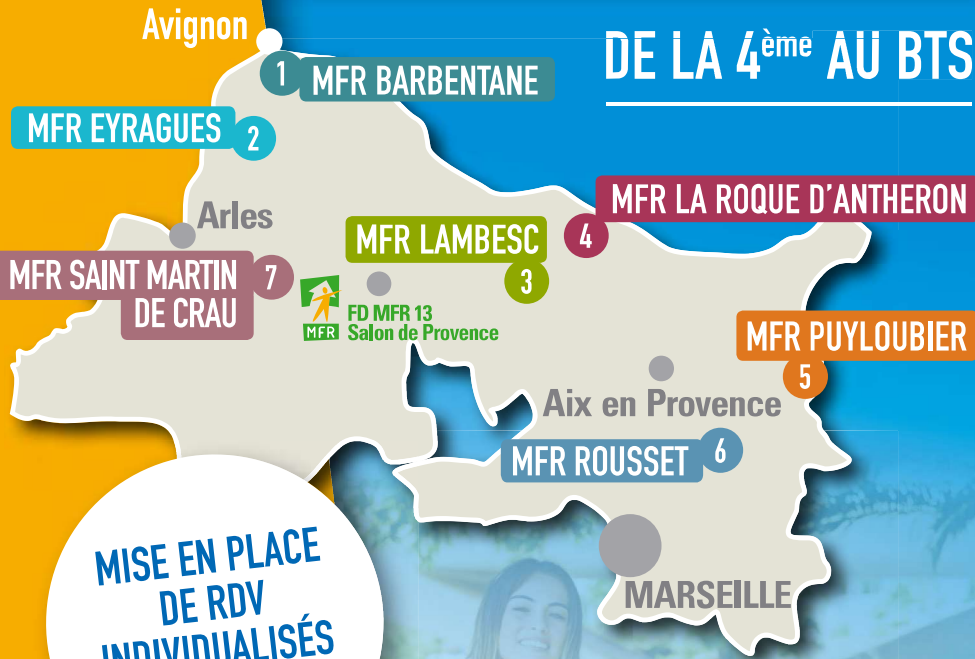 Avignon
DE LA 4ème AU BTS
1 MFR BARBENTANE
MFR EYRAGUES 2
MFR LA ROQUE D'ANTHERON
4
Arles
MFR LAMBESC
3
MFR SAINT MARTIN
DE CRAU
7
MFR
FD MFR 13
Salon de Provence
MFR PUYLOUBIER
5
Aix en Provence
MFR ROUSSET 6
MARSEILLE
MISE EN PLACE
DE RDV
INDIVIDUALISÉS